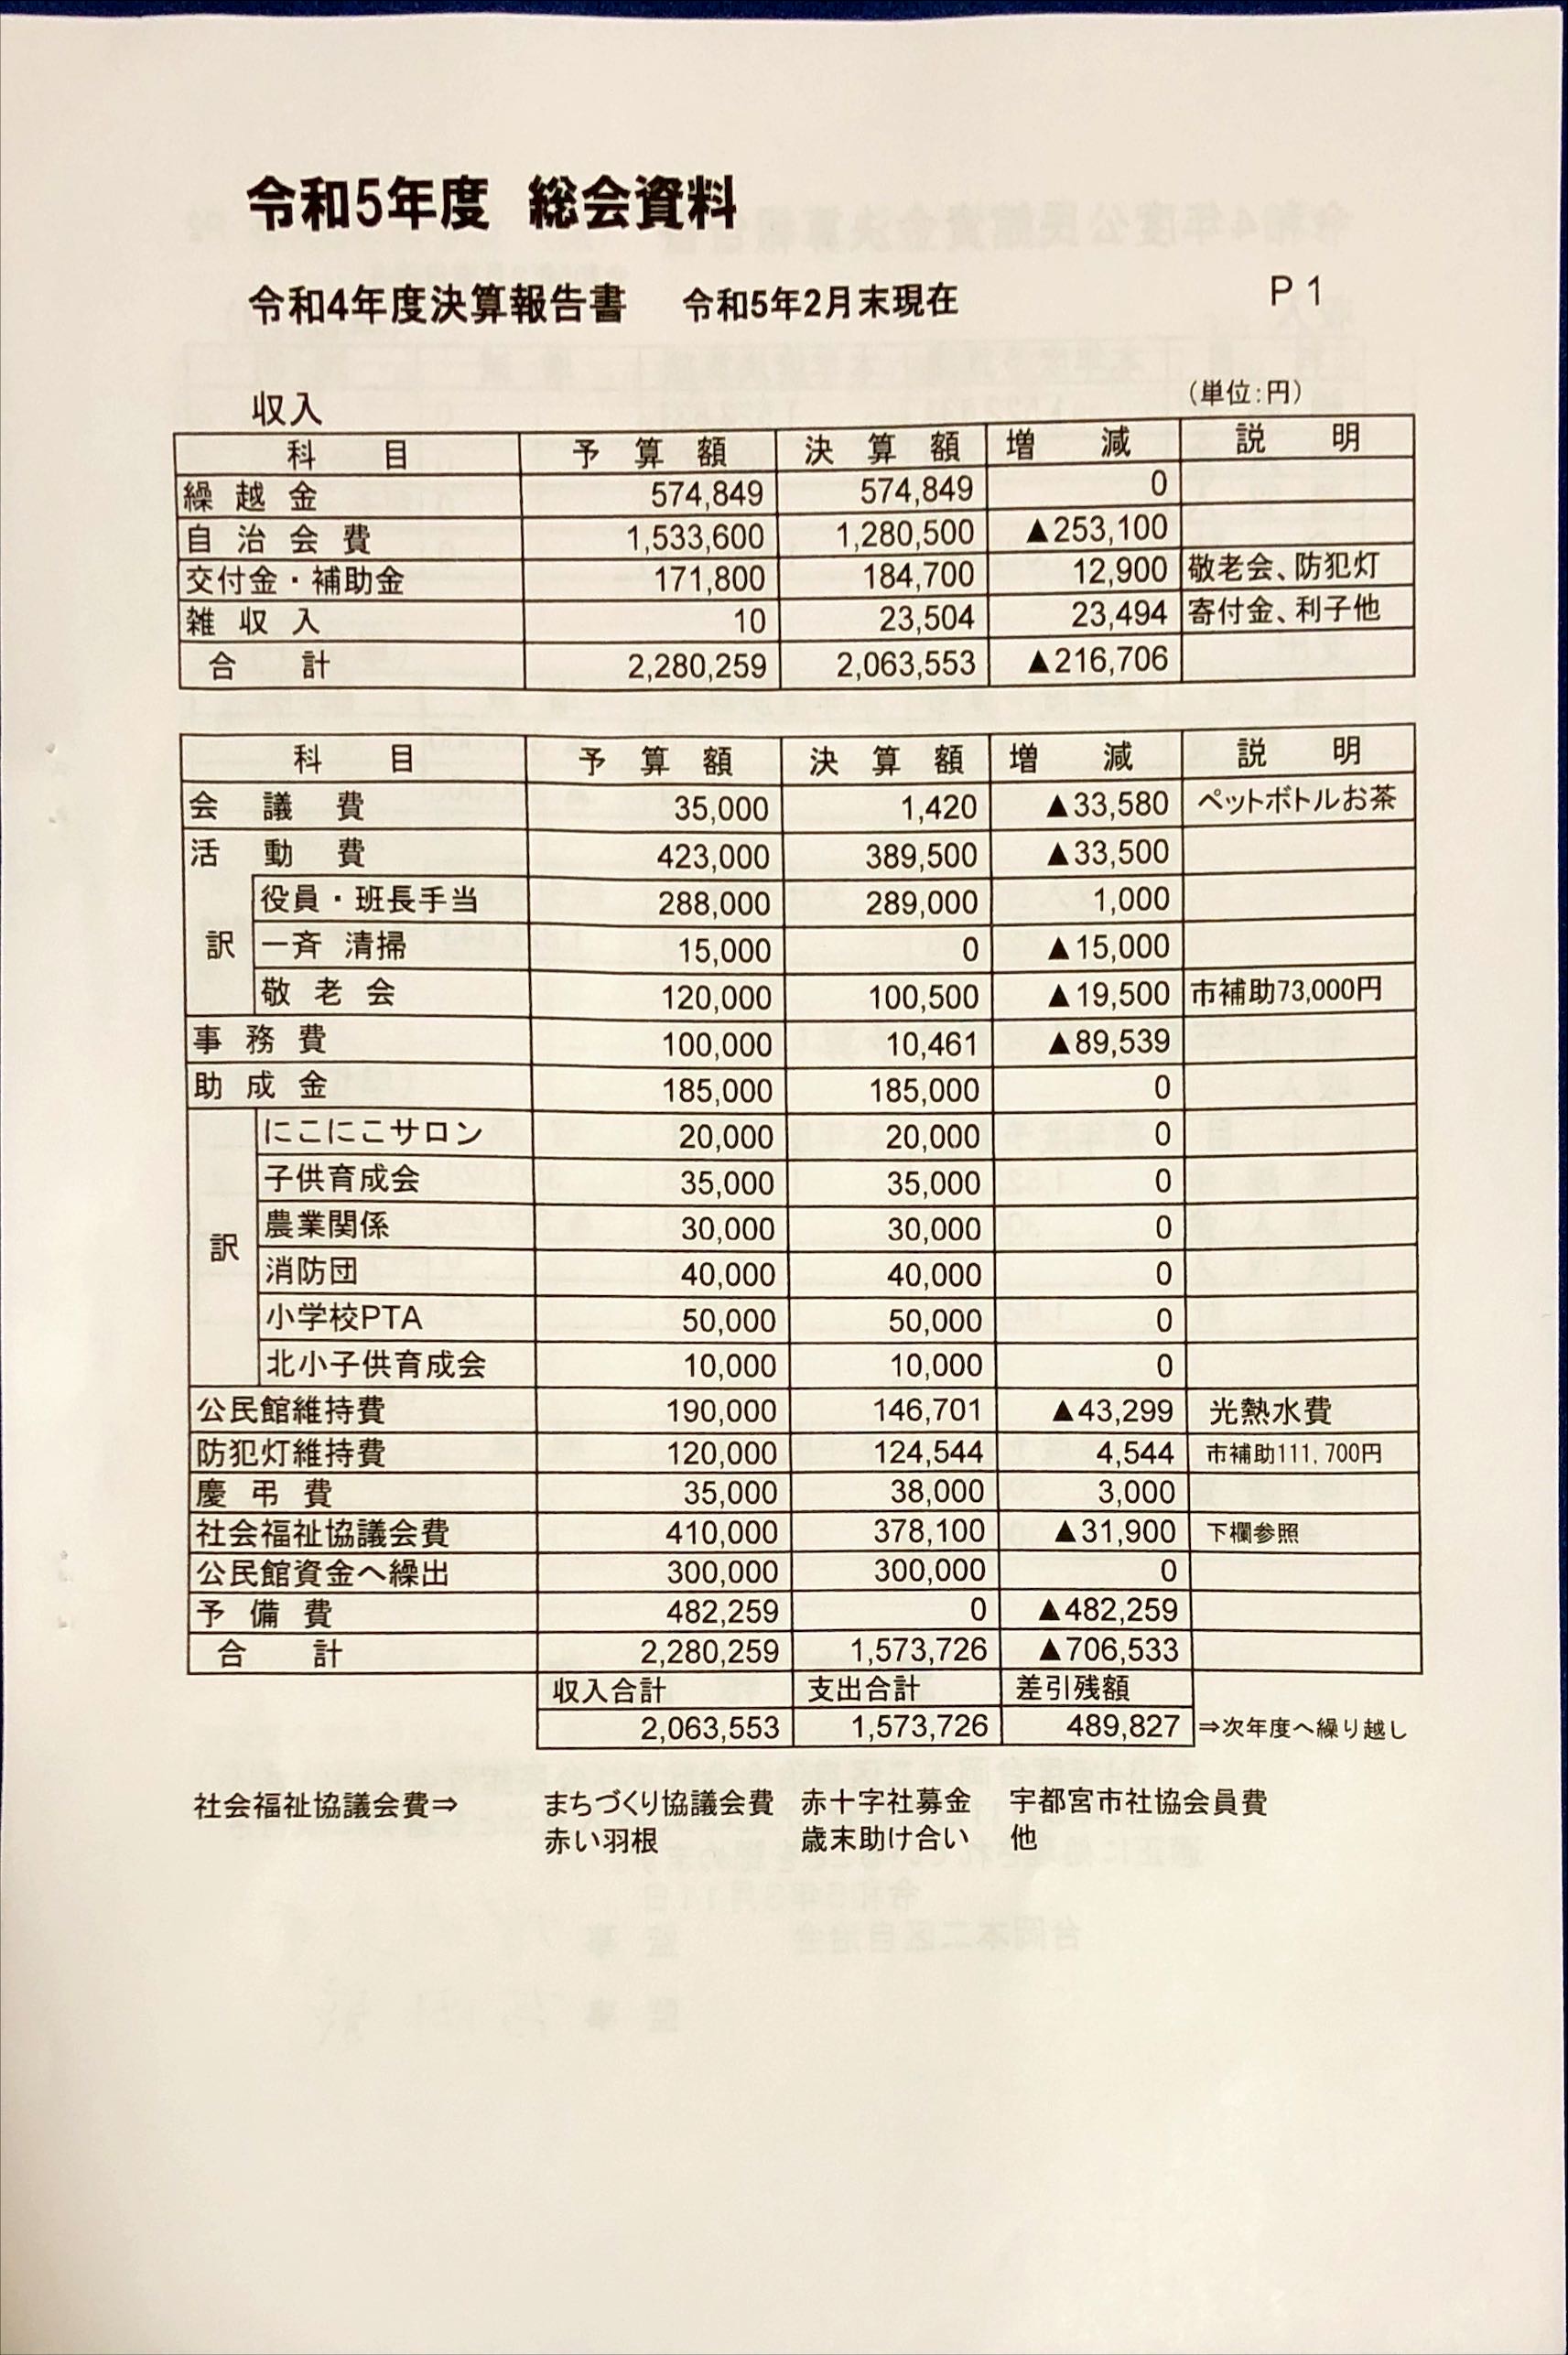 令和5年度 総会資料
令和4年度決算報告書 令和5年2月末現在 P 1
収入 (単位:円)
科 目 予 算 額 決 算 額 増 減 説 明
繰 越 金 574,849 574,849 0
自 治 会 費 1,533,600 1,280,500 ▲253,100
交付金・補助金 171,800 184,700 12,900 敬老会、防犯灯
雑 収 入 10 23,504 23,494 寄付金、利子他
合 計 2,280,259 2,063,553 ▲216,706
科 目 予 算 額 決 算 額 増 減 説 明
会 議 費 35,000 1,420 ▲33,580 ペットボトルお茶
活 動 費 423,000 389,500 ▲33,500
役員・班長手当 288,000 289,000 1,000
訳 一斉 清掃 15,000 0 ▲15,000
敬 老 会 120,000 100,500 ▲19,500 市補助73,000円
事 務 費 100,000 10,461 ▲89,539
助 成 金 185,000 185,000 0
にこにこサロン 20,000 20,000 0
子供育成会 35,000 35,000 0
訳 農業関係 30,000 30,000 0
消防団 40,000 40,000 0
小学校PTA 50,000 50,000 0
北小子供育成会 10,000 10,000 0
公民館維持費 190,000 146,701 ▲43,299 光熱水費
防犯灯維持費 120,000 124,544 4,544 市補助111,700円
慶 弔 費 35,000 38,000 3,000
社会福祉協議会費 410,000 378,100 ▲31,900 下欄参照
公民館資金へ繰出 300,000 300,000 0
予 備 費 482,259 0 ▲482,259
合 計 2,280,259 1,573,726 ▲706,533
収入合計 支出合計 差引残額
2,063,553 1,573,726 489,827 ⇒次年度へ繰り越し
社会福祉協議会費⇒ まちづくり協議会費 赤十字社募金 宇都宮市社協会員費
赤い羽根 歳末助け合い 他